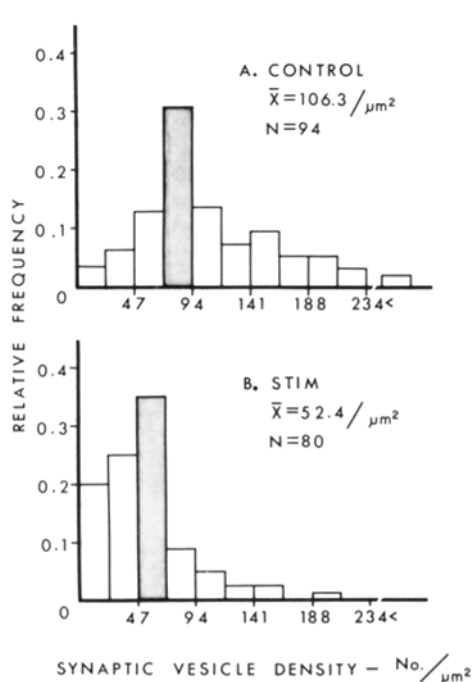 RELATIVE FREQUENCY
0.4
0.3
0.2
0.1
0
A. CONTROL
X̄=106.3/μm²
N=94
47 94 141 188 234<
0.4
0.3
0.2
0.1
0
B. STIM
X̄=52.4/μm²
N=80
47 94 141 188 234<
SYNAPTIC VESICLE DENSITY — No./μm²